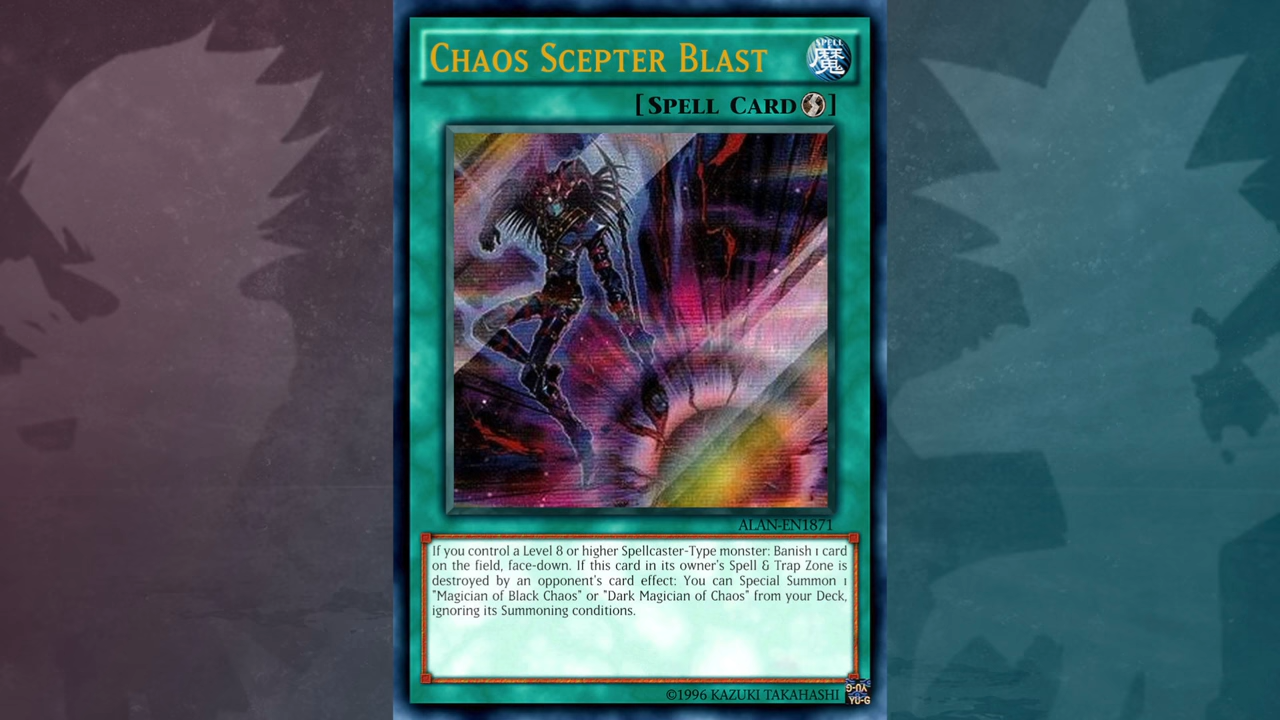 Chaos Scepter Blast
SPELL
魔
[Spell Card]
ALAN-EN1871
If you control a Level 8 or higher Spellcaster-Type monster: Banish 1 card
on the field, face-down. If this card in its owner's Spell & Trap Zone is
destroyed by an opponent's card effect: You can Special Summon 1
"Magician of Black Chaos" or "Dark Magician of Chaos" from your Deck,
ignoring its Summoning conditions.
©1996 KAZUKI TAKAHASHI